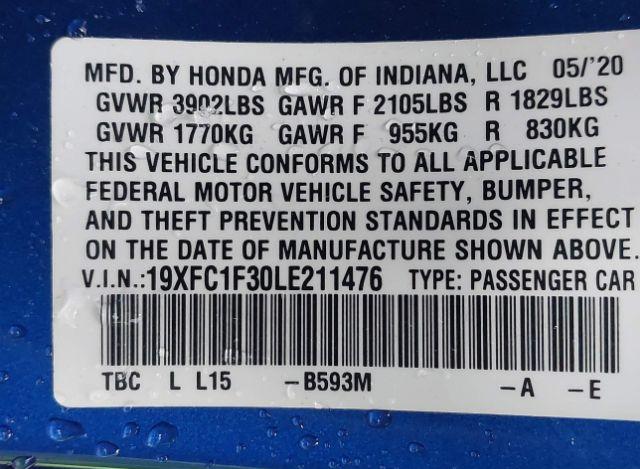 MFD. BY HONDA MFG. OF INDIANA, LLC 05/'20
GVWR 3902LBS GAWR F 2105LBS R 1829LBS
GVWR 1770KG GAWR F 955KG R 830KG
THIS VEHICLE CONFORMS TO ALL APPLICABLE
FEDERAL MOTOR VEHICLE SAFETY, BUMPER,
AND THEFT PREVENTION STANDARDS IN EFFECT
ON THE DATE OF MANUFACTURE SHOWN ABOVE.
V.I.N.:19XFC1F30LE211476 TYPE: PASSENGER CAR
TBC L L15 -B593M -A -E